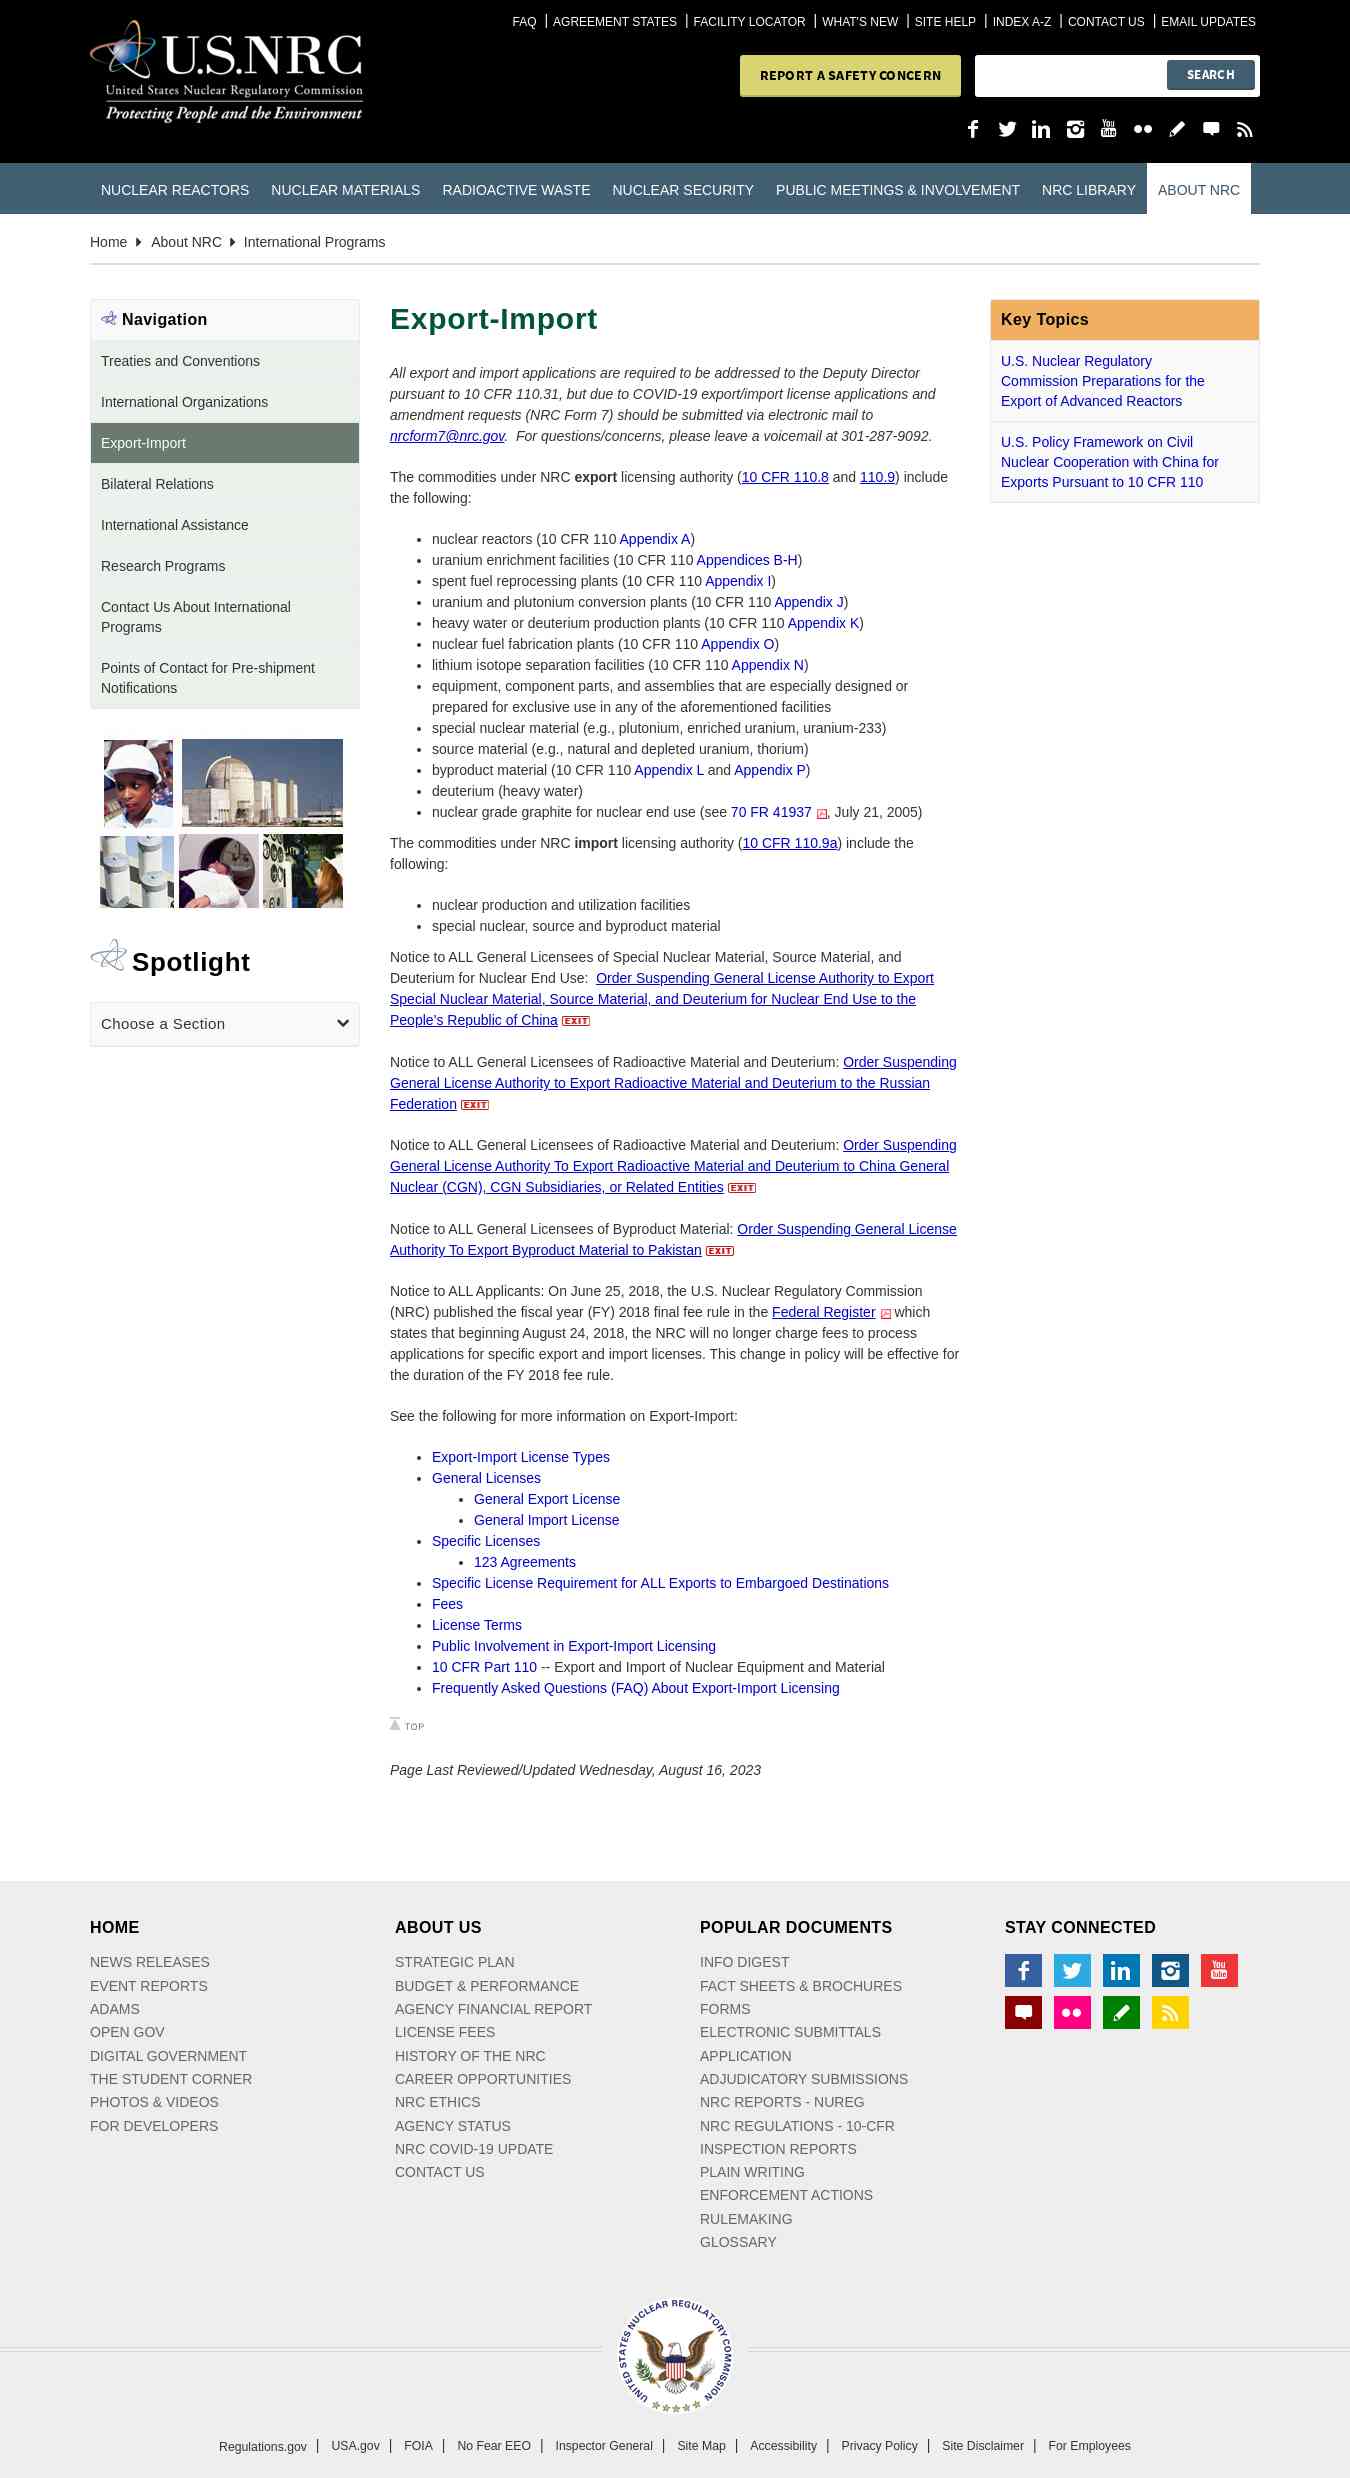 FAQ | AGREEMENT STATES | FACILITY LOCATOR | WHAT'S NEW | SITE HELP | INDEX A-Z | CONTACT US | EMAIL UPDATES
U.S.NRC
United States Nuclear Regulatory Commission
Protecting People and the Environment
REPORT A SAFETY CONCERN
SEARCH
You Tube
NUCLEAR REACTORS NUCLEAR MATERIALS RADIOACTIVE WASTE NUCLEAR SECURITY PUBLIC MEETINGS & INVOLVEMENT NRC LIBRARY ABOUT NRC
Home About NRC International Programs
Navigation
Treaties and Conventions
International Organizations
Export-Import
Bilateral Relations
International Assistance
Research Programs
Contact Us About International
Programs
Points of Contact for Pre-shipment
Notifications
Spotlight
Choose a Section
Export-Import
All export and import applications are required to be addressed to the Deputy Director
pursuant to 10 CFR 110.31, but due to COVID-19 export/import license applications and
amendment requests (NRC Form 7) should be submitted via electronic mail to
nrcform7@nrc.gov.  For questions/concerns, please leave a voicemail at 301-287-9092.
The commodities under NRC export licensing authority (10 CFR 110.8 and 110.9) include
the following:
• nuclear reactors (10 CFR 110 Appendix A)
• uranium enrichment facilities (10 CFR 110 Appendices B-H)
• spent fuel reprocessing plants (10 CFR 110 Appendix I)
• uranium and plutonium conversion plants (10 CFR 110 Appendix J)
• heavy water or deuterium production plants (10 CFR 110 Appendix K)
• nuclear fuel fabrication plants (10 CFR 110 Appendix O)
• lithium isotope separation facilities (10 CFR 110 Appendix N)
• equipment, component parts, and assemblies that are especially designed or
prepared for exclusive use in any of the aforementioned facilities
• special nuclear material (e.g., plutonium, enriched uranium, uranium-233)
• source material (e.g., natural and depleted uranium, thorium)
• byproduct material (10 CFR 110 Appendix L and Appendix P)
• deuterium (heavy water)
• nuclear grade graphite for nuclear end use (see 70 FR 41937 , July 21, 2005)
The commodities under NRC import licensing authority (10 CFR 110.9a) include the
following:
• nuclear production and utilization facilities
• special nuclear, source and byproduct material
Notice to ALL General Licensees of Special Nuclear Material, Source Material, and
Deuterium for Nuclear End Use:  Order Suspending General License Authority to Export
Special Nuclear Material, Source Material, and Deuterium for Nuclear End Use to the
People's Republic of China EXIT
Notice to ALL General Licensees of Radioactive Material and Deuterium: Order Suspending
General License Authority to Export Radioactive Material and Deuterium to the Russian
Federation EXIT
Notice to ALL General Licensees of Radioactive Material and Deuterium: Order Suspending
General License Authority To Export Radioactive Material and Deuterium to China General
Nuclear (CGN), CGN Subsidiaries, or Related Entities EXIT
Notice to ALL General Licensees of Byproduct Material: Order Suspending General License
Authority To Export Byproduct Material to Pakistan EXIT
Notice to ALL Applicants: On June 25, 2018, the U.S. Nuclear Regulatory Commission
(NRC) published the fiscal year (FY) 2018 final fee rule in the Federal Register which
states that beginning August 24, 2018, the NRC will no longer charge fees to process
applications for specific export and import licenses. This change in policy will be effective for
the duration of the FY 2018 fee rule.
See the following for more information on Export-Import:
• Export-Import License Types
• General Licenses
• General Export License
• General Import License
• Specific Licenses
• 123 Agreements
• Specific License Requirement for ALL Exports to Embargoed Destinations
• Fees
• License Terms
• Public Involvement in Export-Import Licensing
• 10 CFR Part 110 -- Export and Import of Nuclear Equipment and Material
• Frequently Asked Questions (FAQ) About Export-Import Licensing
TOP
Page Last Reviewed/Updated Wednesday, August 16, 2023
Key Topics
U.S. Nuclear Regulatory
Commission Preparations for the
Export of Advanced Reactors
U.S. Policy Framework on Civil
Nuclear Cooperation with China for
Exports Pursuant to 10 CFR 110
HOME
NEWS RELEASES
EVENT REPORTS
ADAMS
OPEN GOV
DIGITAL GOVERNMENT
THE STUDENT CORNER
PHOTOS & VIDEOS
FOR DEVELOPERS
ABOUT US
STRATEGIC PLAN
BUDGET & PERFORMANCE
AGENCY FINANCIAL REPORT
LICENSE FEES
HISTORY OF THE NRC
CAREER OPPORTUNITIES
NRC ETHICS
AGENCY STATUS
NRC COVID-19 UPDATE
CONTACT US
POPULAR DOCUMENTS
INFO DIGEST
FACT SHEETS & BROCHURES
FORMS
ELECTRONIC SUBMITTALS
APPLICATION
ADJUDICATORY SUBMISSIONS
NRC REPORTS - NUREG
NRC REGULATIONS - 10-CFR
INSPECTION REPORTS
PLAIN WRITING
ENFORCEMENT ACTIONS
RULEMAKING
GLOSSARY
STAY CONNECTED
You Tube
UNITED STATES NUCLEAR REGULATORY COMMISSION
Regulations.gov | USA.gov | FOIA | No Fear EEO | Inspector General | Site Map | Accessibility | Privacy Policy | Site Disclaimer | For Employees